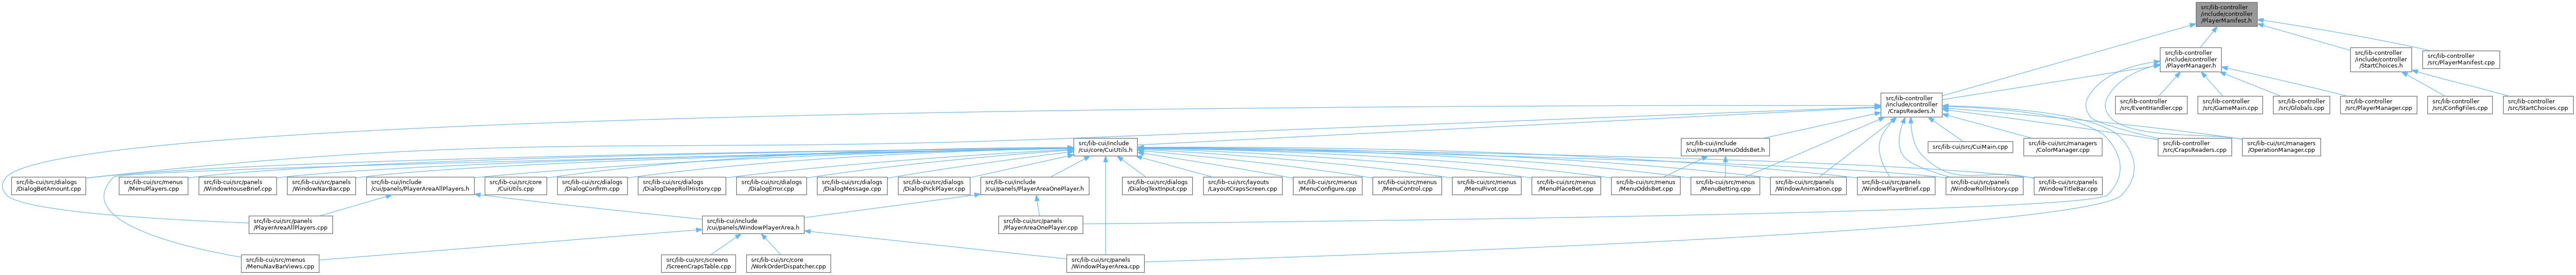 src/lib-controller
/include/controller
/PlayerManifest.h
src/lib-controller
/include/controller
/PlayerManager.h
src/lib-controller
/include/controller
/StartChoices.h
src/lib-controller
/src/PlayerManifest.cpp
src/lib-controller
/include/controller
/CrapsReaders.h
src/lib-controller
/src/EventHandler.cpp
src/lib-controller
/src/GameMain.cpp
src/lib-controller
/src/Globals.cpp
src/lib-controller
/src/PlayerManager.cpp
src/lib-controller
/src/ConfigFiles.cpp
src/lib-controller
/src/StartChoices.cpp
src/lib-cui/include
/cui/core/CuiUtils.h
src/lib-cui/include
/cui/menus/MenuOddsBet.h
src/lib-cui/src/CuiMain.cpp
src/lib-cui/src/managers
/ColorManager.cpp
src/lib-controller
/src/CrapsReaders.cpp
src/lib-cui/src/managers
/OperationManager.cpp
src/lib-cui/src/dialogs
/DialogBetAmount.cpp
src/lib-cui/src/menus
/MenuPlayers.cpp
src/lib-cui/src/panels
/WindowHouseBrief.cpp
src/lib-cui/src/panels
/WindowNavBar.cpp
src/lib-cui/include
/cui/panels/PlayerAreaAllPlayers.h
src/lib-cui/src/core
/CuiUtils.cpp
src/lib-cui/src/dialogs
/DialogConfirm.cpp
src/lib-cui/src/dialogs
/DialogDeepRollHistory.cpp
src/lib-cui/src/dialogs
/DialogError.cpp
src/lib-cui/src/dialogs
/DialogMessage.cpp
src/lib-cui/src/dialogs
/DialogPickPlayer.cpp
src/lib-cui/include
/cui/panels/PlayerAreaOnePlayer.h
src/lib-cui/src/dialogs
/DialogTextInput.cpp
src/lib-cui/src/layouts
/LayoutCrapsScreen.cpp
src/lib-cui/src/menus
/MenuConfigure.cpp
src/lib-cui/src/menus
/MenuControl.cpp
src/lib-cui/src/menus
/MenuPivot.cpp
src/lib-cui/src/menus
/MenuPlaceBet.cpp
src/lib-cui/src/menus
/MenuOddsBet.cpp
src/lib-cui/src/menus
/MenuBetting.cpp
src/lib-cui/src/panels
/WindowAnimation.cpp
src/lib-cui/src/panels
/WindowPlayerBrief.cpp
src/lib-cui/src/panels
/WindowRollHistory.cpp
src/lib-cui/src/panels
/WindowTitleBar.cpp
src/lib-cui/src/panels
/PlayerAreaAllPlayers.cpp
src/lib-cui/include
/cui/panels/WindowPlayerArea.h
src/lib-cui/src/panels
/PlayerAreaOnePlayer.cpp
src/lib-cui/src/menus
/MenuNavBarViews.cpp
src/lib-cui/src/screens
/ScreenCrapsTable.cpp
src/lib-cui/src/core
/WorkOrderDispatcher.cpp
src/lib-cui/src/panels
/WindowPlayerArea.cpp